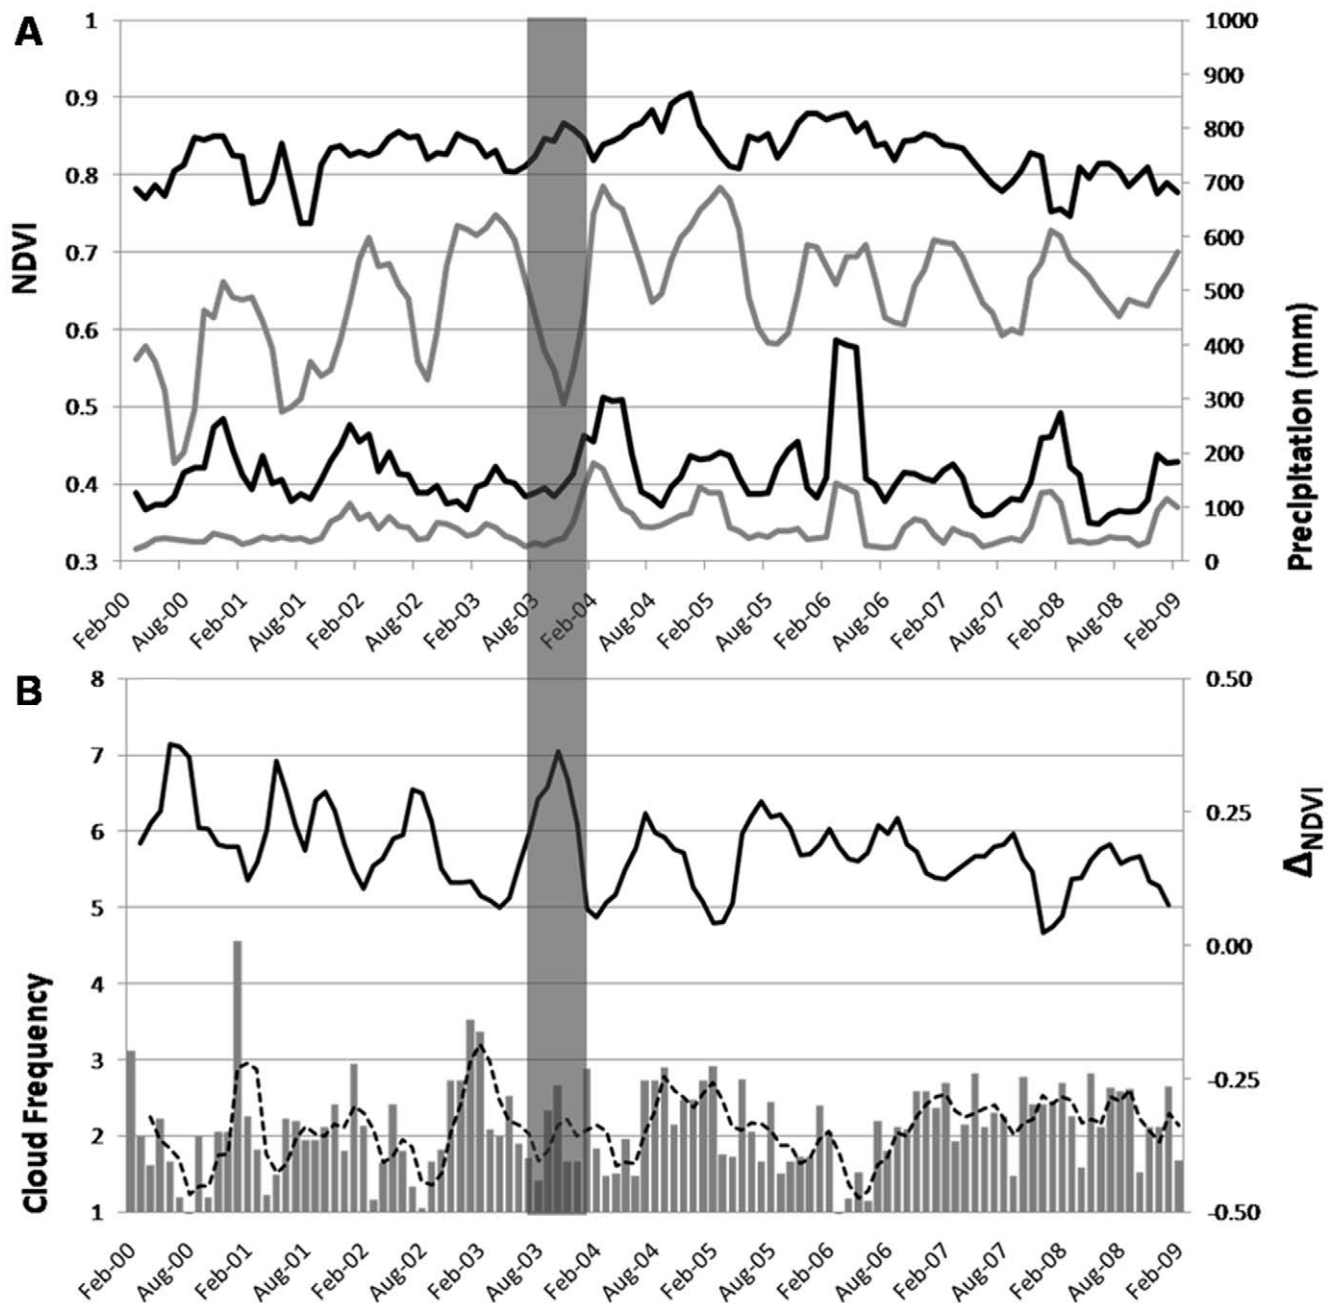 A
1
0.9
0.8
0.7
0.6
0.5
0.4
0.3
NDVI
1000
900
800
700
600
500
400
300
200
100
0
Precipitation (mm)
Feb-00
Aug-00
Feb-01
Aug-01
Feb-02
Aug-02
Feb-03
Aug-03
Feb-04
Aug-04
Feb-05
Aug-05
Feb-06
Aug-06
Feb-07
Aug-07
Feb-08
Aug-08
Feb-09
B
8
7
6
5
4
3
2
1
Cloud Frequency
0.50
0.25
0.00
-0.25
-0.50
ΔNDVI
Feb-00
Aug-00
Feb-01
Aug-01
Feb-02
Aug-02
Feb-03
Aug-03
Feb-04
Aug-04
Feb-05
Aug-05
Feb-06
Aug-06
Feb-07
Aug-07
Feb-08
Aug-08
Feb-09